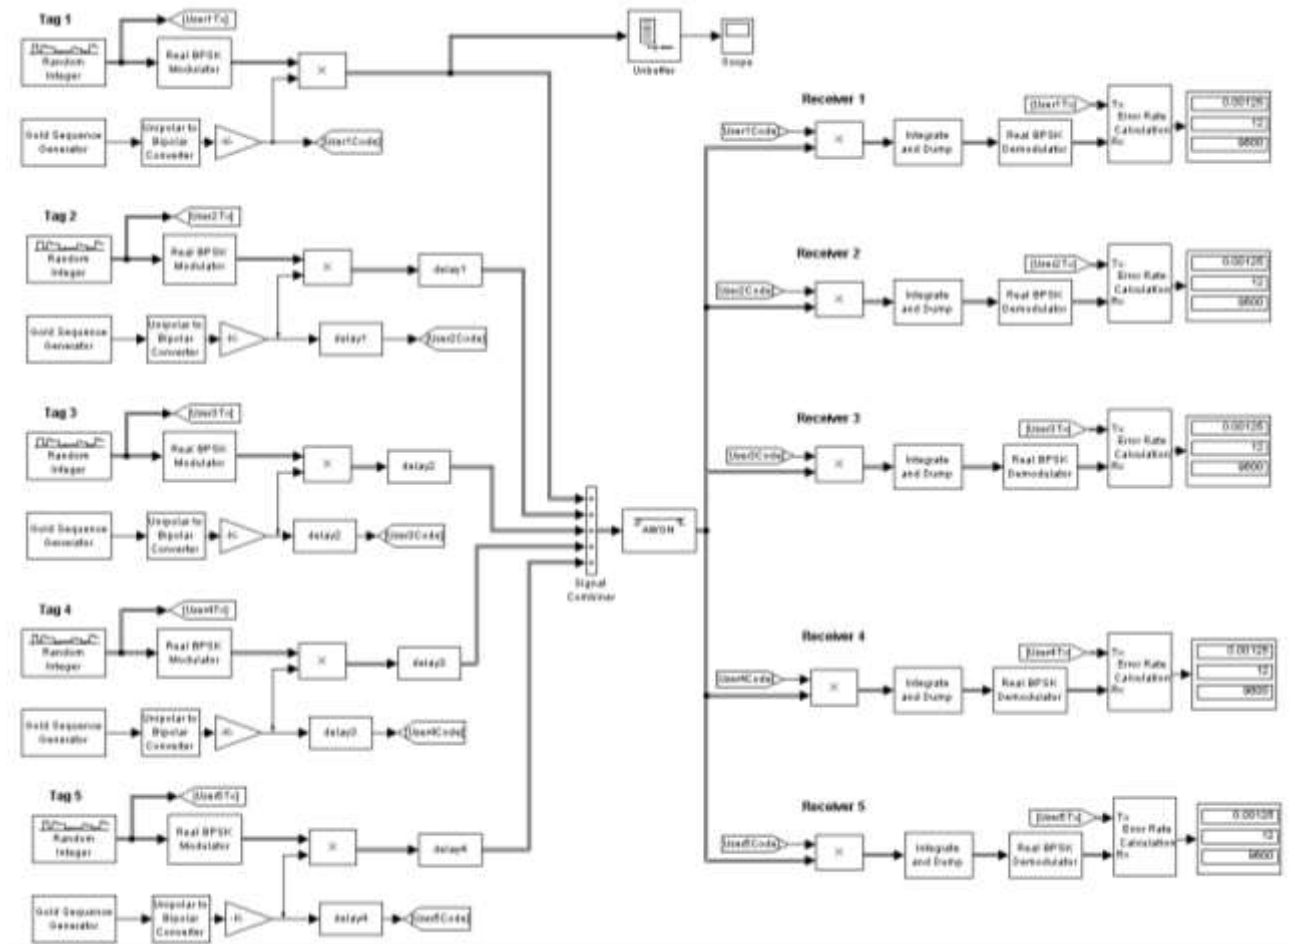 Tag 1
[User1Tx]
Random
Integer
Real BPSK
Modulator
×
Unbuffer
Scope
Gold Sequence
Generator
Unipolar to
Bipolar
Converter
[User1Code]
Tag 2
[User2Tx]
Random
Integer
Real BPSK
Modulator
×
delay1
Gold Sequence
Generator
Unipolar to
Bipolar
Converter
delay1
[User2Code]
Tag 3
[User3Tx]
Random
Integer
Real BPSK
Modulator
×
delay2
Gold Sequence
Generator
Unipolar to
Bipolar
Converter
delay2
[User3Code]
Tag 4
[User4Tx]
Random
Integer
Real BPSK
Modulator
×
delay3
Gold Sequence
Generator
Unipolar to
Bipolar
Converter
delay3
[User4Code]
Tag 5
[User5Tx]
Random
Integer
Real BPSK
Modulator
×
delay4
Gold Sequence
Generator
Unipolar to
Bipolar
Converter
delay4
[User5Code]
Signal
Combiner
AWGN
Receiver 1
[User1Tx]
[User1Code]
×
Integrate
and Dump
Real BPSK
Demodulator
Tx
Error Rate
Calculation
Rx
0.00125
12
9600
Receiver 2
[User2Tx]
[User2Code]
×
Integrate
and Dump
Real BPSK
Demodulator
Tx
Error Rate
Calculation
Rx
0.00125
12
9600
Receiver 3
[User3Tx]
[User3Code]
×
Integrate
and Dump
Real BPSK
Demodulator
Tx
Error Rate
Calculation
Rx
0.00125
12
9600
Receiver 4
[User4Tx]
[User4Code]
×
Integrate
and Dump
Real BPSK
Demodulator
Tx
Error Rate
Calculation
Rx
0.00125
12
9600
Receiver 5
[User5Tx]
[User5Code]
×
Integrate
and Dump
Real BPSK
Demodulator
Tx
Error Rate
Calculation
Rx
0.00125
12
9600